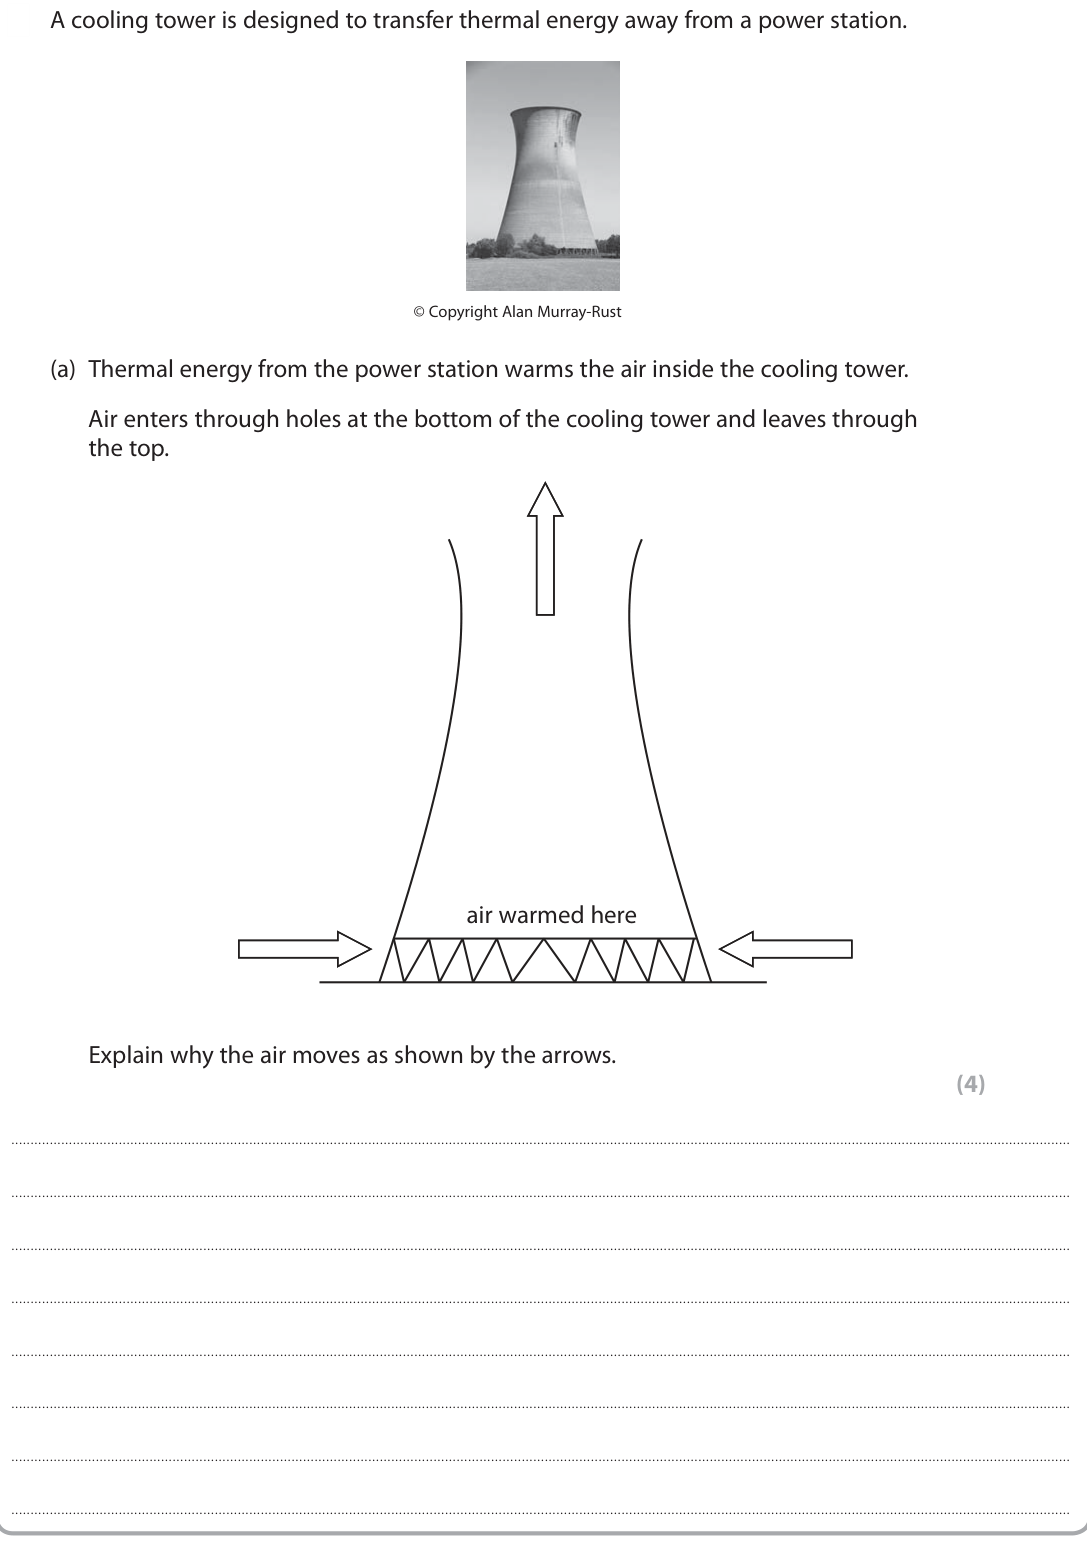 A cooling tower is designed to transfer thermal energy away from a power station.
© Copyright Alan Murray-Rust
(a) Thermal energy from the power station warms the air inside the cooling tower.
Air enters through holes at the bottom of the cooling tower and leaves through
the top.
air warmed here
Explain why the air moves as shown by the arrows.
(4)